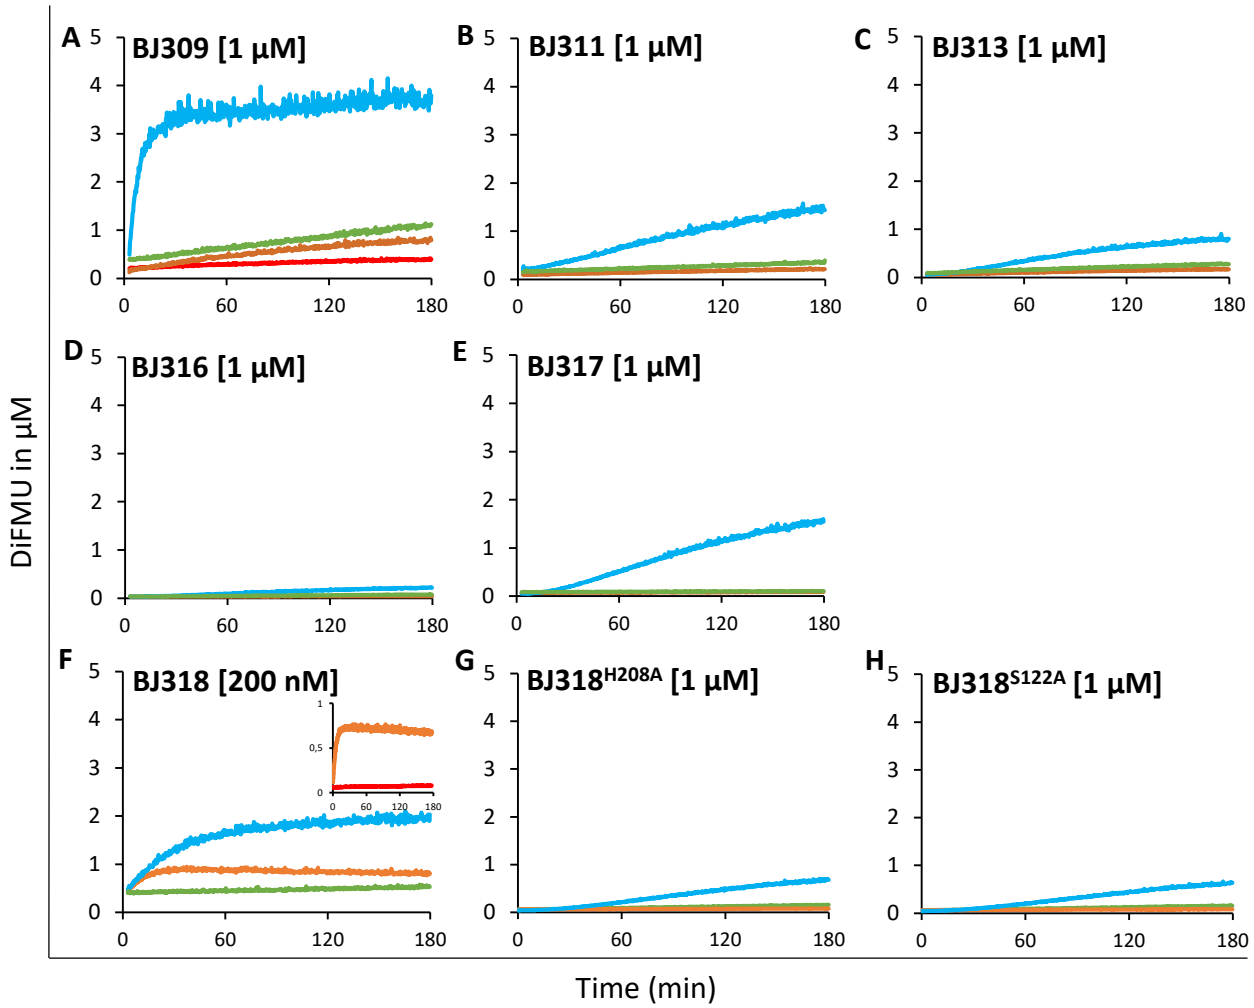 A
BJ309 [1 µM]
5
4
3
2
1
0
0 60 120 180
B
BJ311 [1 µM]
5
4
3
2
1
0
0 60 120 180
C
BJ313 [1 µM]
5
4
3
2
1
0
0 60 120 180
D
BJ316 [1 µM]
5
4
3
2
1
0
0 60 120 180
E
BJ317 [1 µM]
5
4
3
2
1
0
0 60 120 180
F
BJ318 [200 nM]
5
4
3
2
1
0
0 60 120 180
1
0,5
0
0 60 120 180
G
BJ318H208A [1 µM]
5
4
3
2
1
0
0 60 120 180
H
BJ318S122A [1 µM]
5
4
3
2
1
0
0 60 120 180
DiFMU in µM
Time (min)